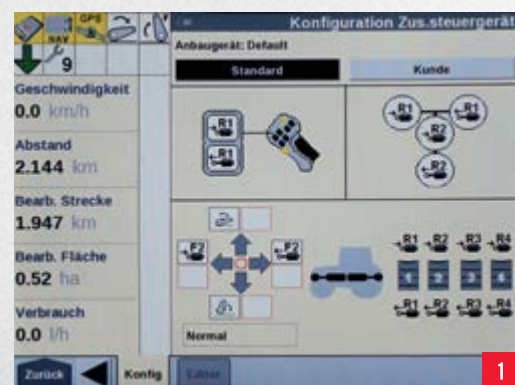 GPS
NAV
9
Konfiguration Zus.steuergerät
Anbaugerät: Default
Standard
Kunde
Geschwindigkeit
0.0 km/h
Abstand
2.144 km
Bearb. Strecke
1.947 km
Bearb. Fläche
0.52 ha
Verbrauch
0.0 l/h
R1
R1
R1
R1
R2
R2
F2
F2
Normal
R1 R2 R3 R4
1 2 3 4
R1 R2 R3 R4
Zurück
Konfig
Editor
1